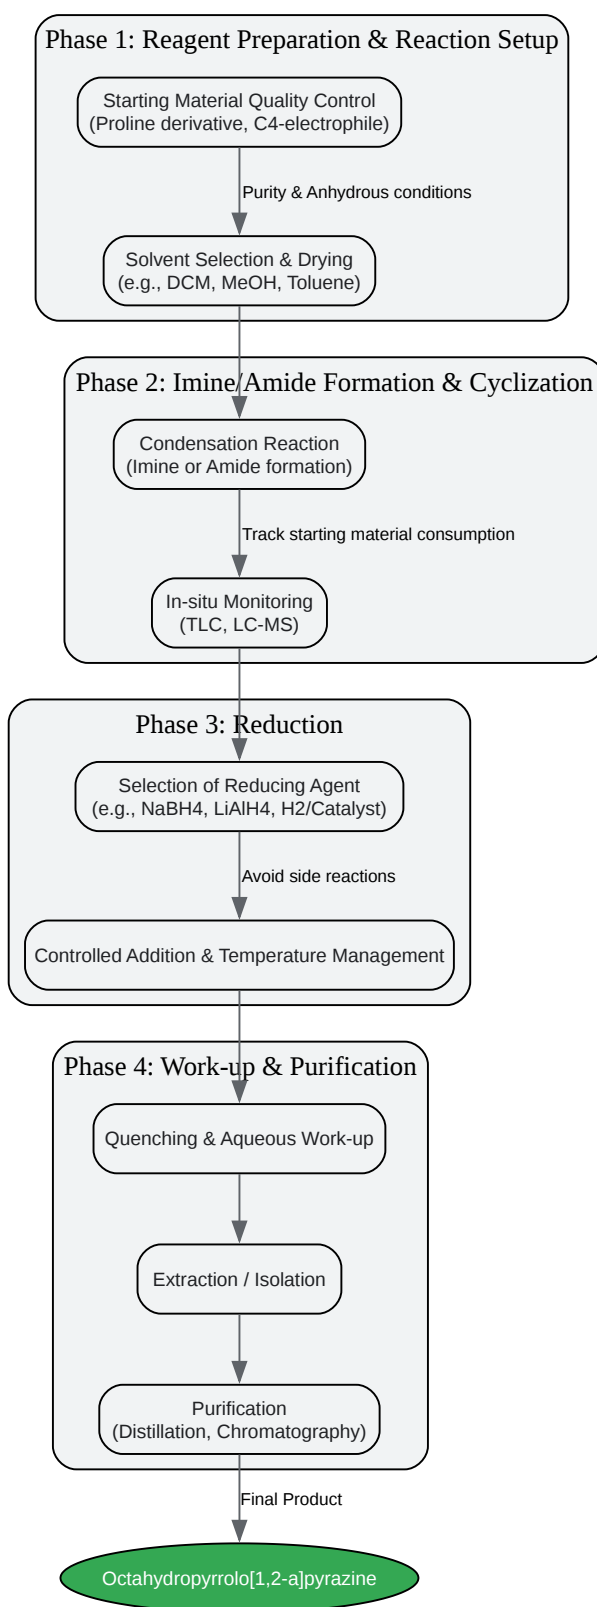 Phase 1: Reagent Preparation & Reaction Setup
Starting Material Quality Control
(Proline derivative, C4-electrophile)
Purity & Anhydrous conditions
Solvent Selection & Drying
(e.g., DCM, MeOH, Toluene)
Phase 2: Imine/Amide Formation & Cyclization
Condensation Reaction
(Imine or Amide formation)
Track starting material consumption
In-situ Monitoring
(TLC, LC-MS)
Phase 3: Reduction
Selection of Reducing Agent
(e.g., NaBH4, LiAlH4, H2/Catalyst)
Avoid side reactions
Controlled Addition & Temperature Management
Phase 4: Work-up & Purification
Quenching & Aqueous Work-up
Extraction / Isolation
Purification
(Distillation, Chromatography)
Final Product
Octahydropyrrolo[1,2-a]pyrazine